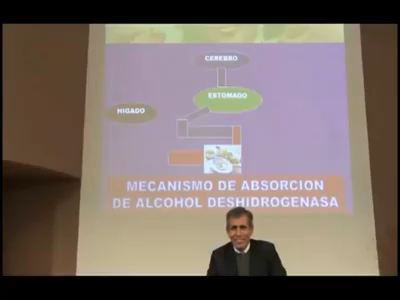 CEREBRO
ESTOMAGO
HIGADO
MECANISMO DE ABSORCION
DE ALCOHOL DESHIDROGENASA